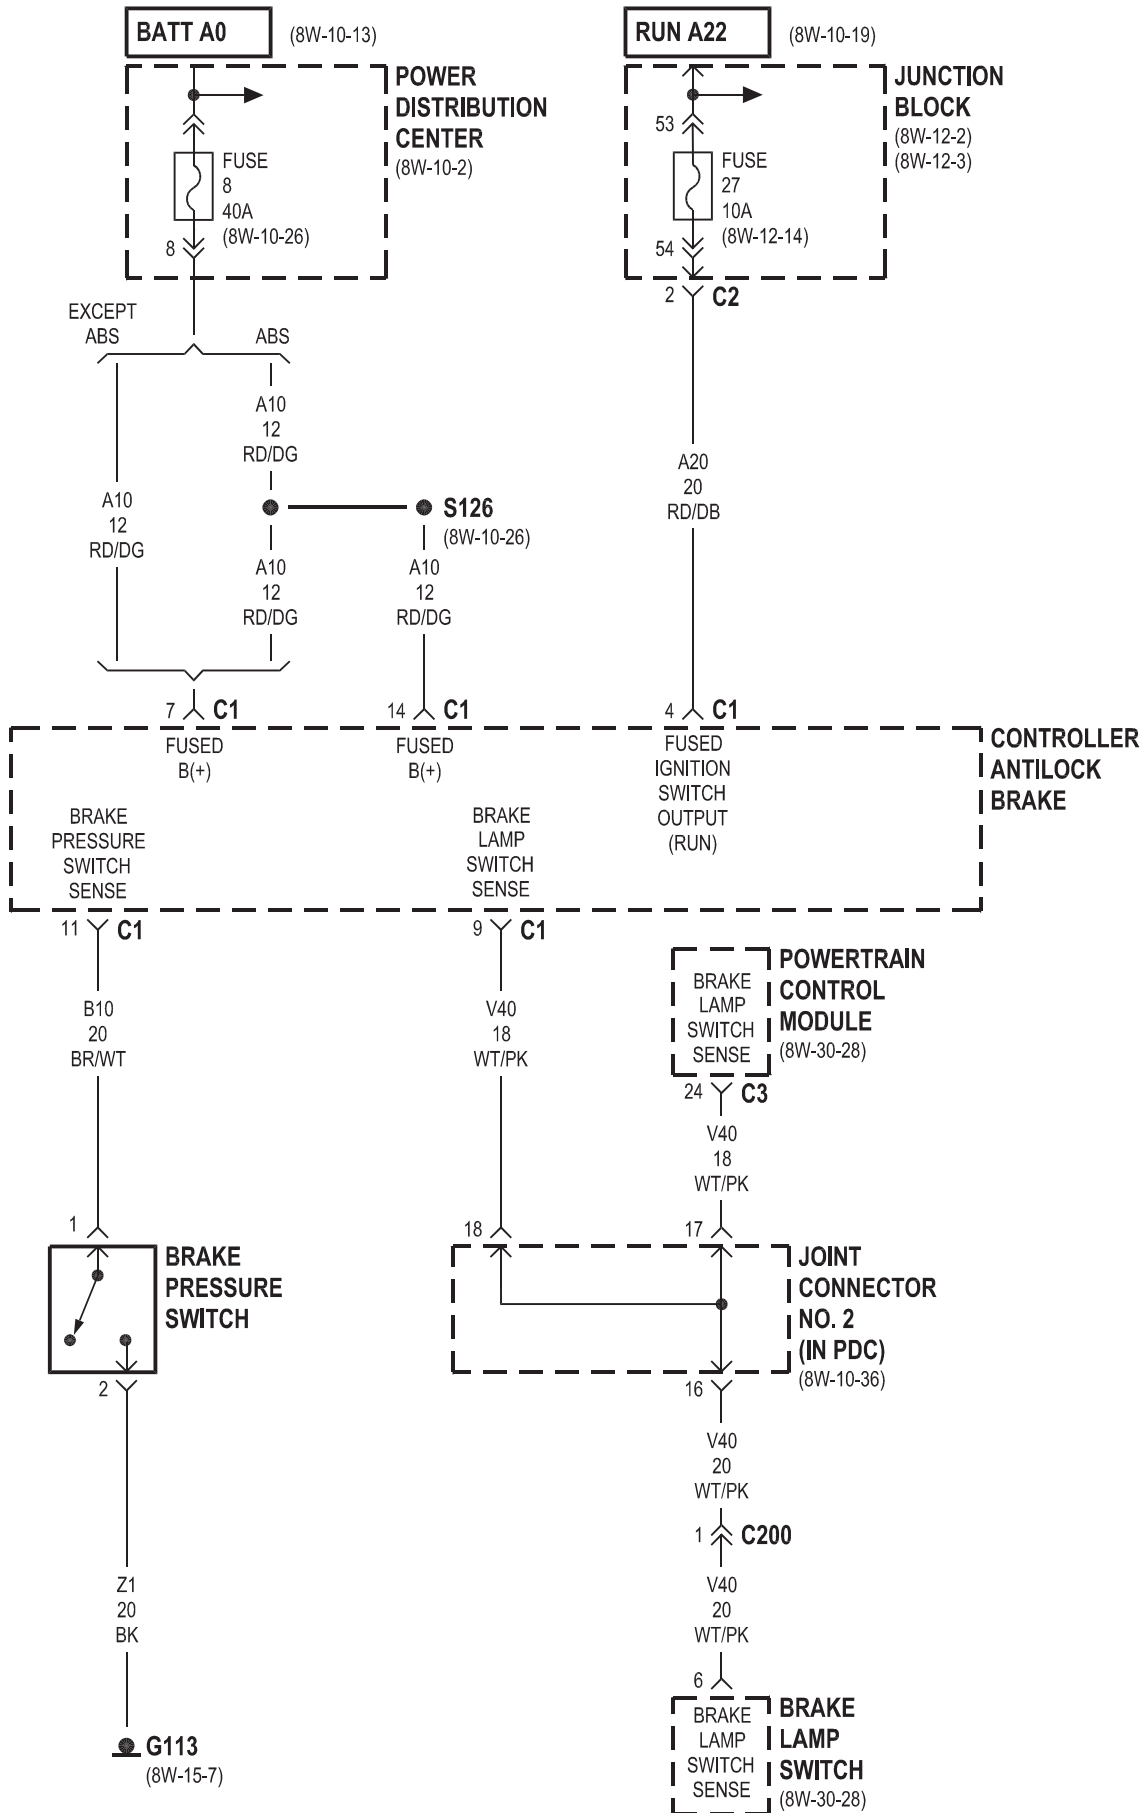 BATT A0
(8W-10-13)
RUN A22
(8W-10-19)
POWER
DISTRIBUTION
CENTER
(8W-10-2)
FUSE
8
40A
(8W-10-26)
8
JUNCTION
BLOCK
(8W-12-2)
(8W-12-3)
53
FUSE
27
10A
(8W-12-14)
54
2
C2
EXCEPT
ABS
ABS
A10
12
RD/DG
A10
12
RD/DG
S126
(8W-10-26)
A10
12
RD/DG
A10
12
RD/DG
A20
20
RD/DB
7
C1
14
C1
4
C1
FUSED
B(+)
FUSED
B(+)
FUSED
IGNITION
SWITCH
OUTPUT
(RUN)
CONTROLLER
ANTILOCK
BRAKE
BRAKE
PRESSURE
SWITCH
SENSE
BRAKE
LAMP
SWITCH
SENSE
11
C1
9
C1
B10
20
BR/WT
V40
18
WT/PK
BRAKE
LAMP
SWITCH
SENSE
POWERTRAIN
CONTROL
MODULE
(8W-30-28)
24
C3
V40
18
WT/PK
1
18
17
BRAKE
PRESSURE
SWITCH
JOINT
CONNECTOR
NO. 2
(IN PDC)
(8W-10-36)
2
16
V40
20
WT/PK
1
C200
Z1
20
BK
V40
20
WT/PK
6
G113
(8W-15-7)
BRAKE
LAMP
SWITCH
SENSE
BRAKE
LAMP
SWITCH
(8W-30-28)